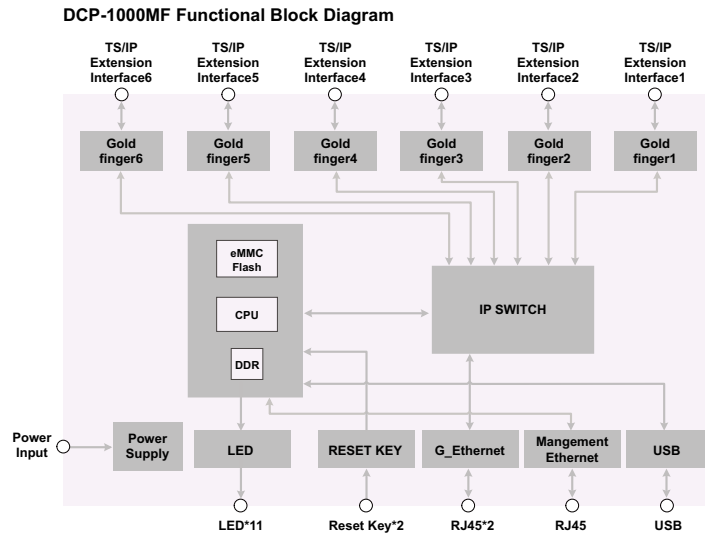 DCP-1000MF Functional Block Diagram
TS/IP
Extension
Interface6
TS/IP
Extension
Interface5
TS/IP
Extension
Interface4
TS/IP
Extension
Interface3
TS/IP
Extension
Interface2
TS/IP
Extension
Interface1
Gold
finger6
Gold
finger5
Gold
finger4
Gold
finger3
Gold
finger2
Gold
finger1
eMMC
Flash
CPU
DDR
IP SWITCH
Power
Input
Power
Supply
LED
RESET KEY
G_Ethernet
Mangement
Ethernet
USB
LED*11
Reset Key*2
RJ45*2
RJ45
USB